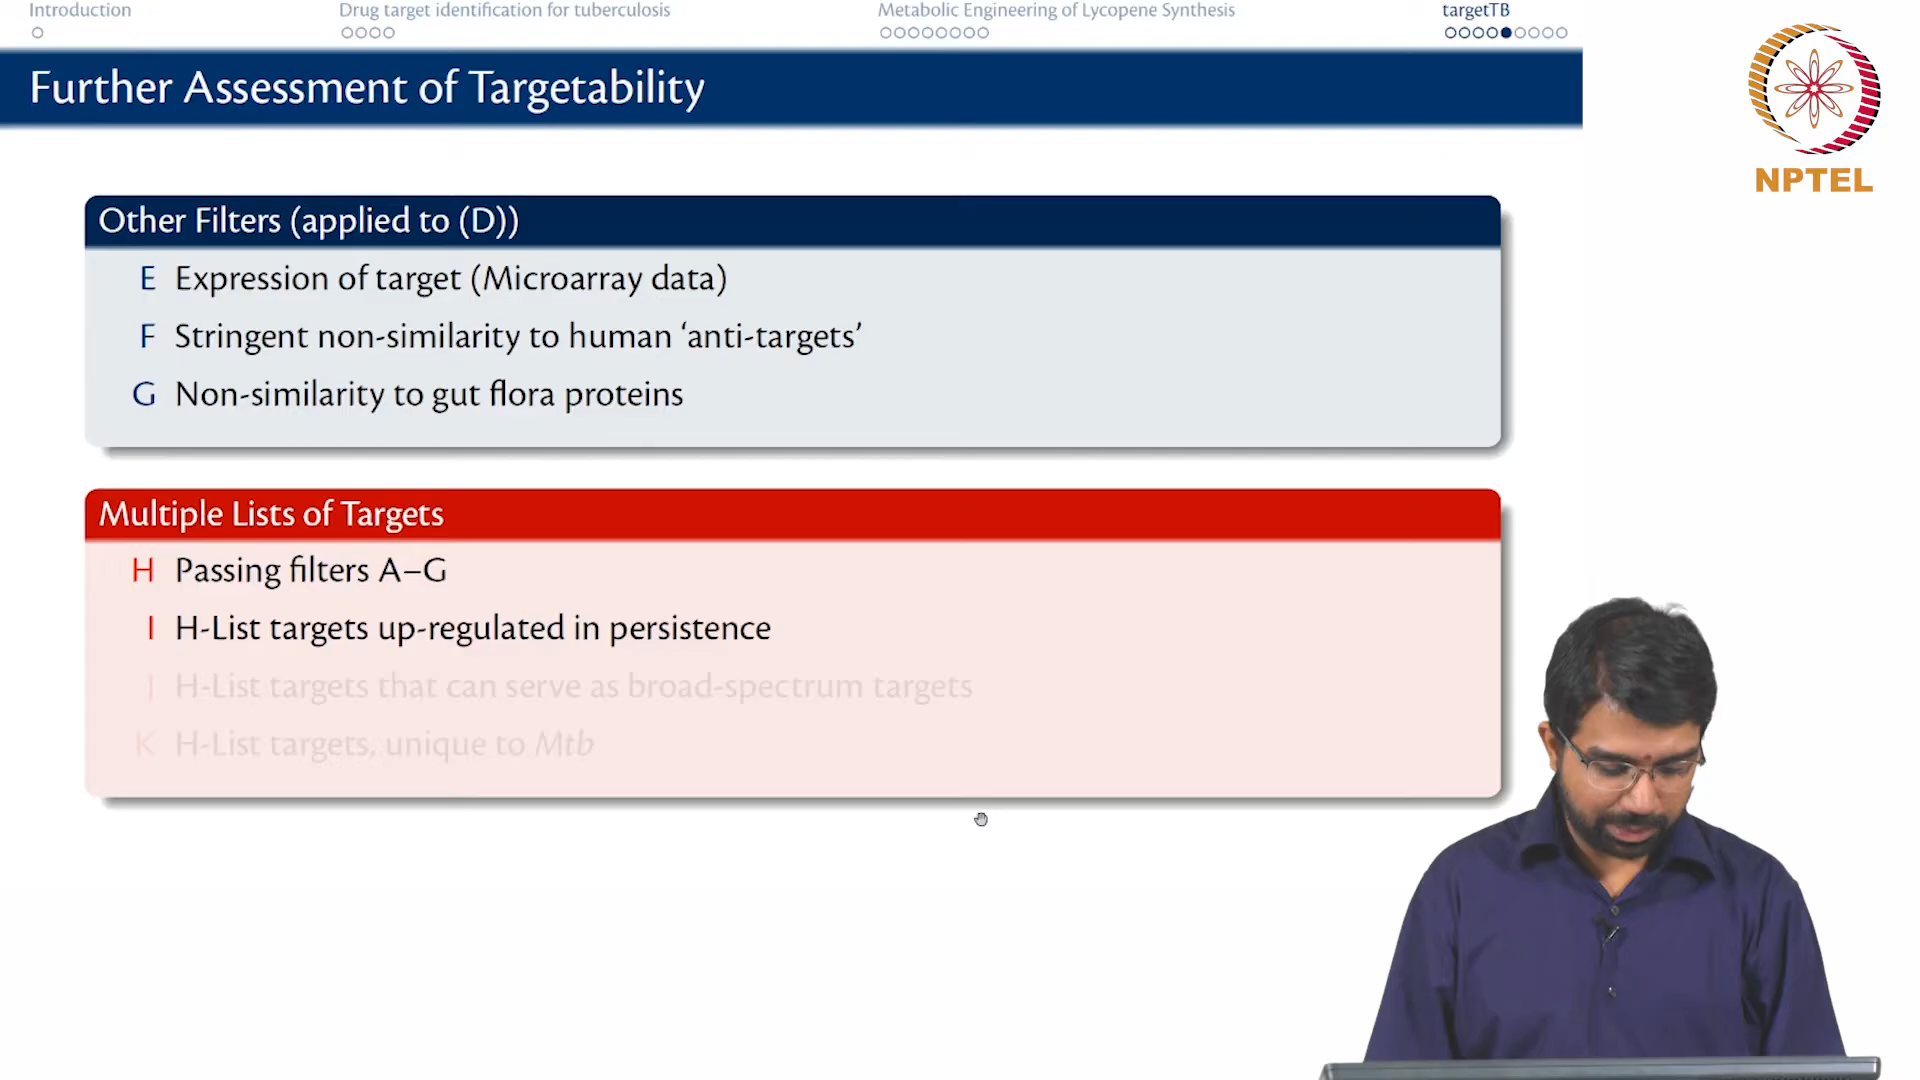 Introduction
Drug target identification for tuberculosis
Metabolic Engineering of Lycopene Synthesis
targetTB
Further Assessment of Targetability
NPTEL
Other Filters (applied to (D))
E Expression of target (Microarray data)
F Stringent non-similarity to human ‘anti-targets’
G Non-similarity to gut flora proteins
Multiple Lists of Targets
H Passing filters A–G
I H-List targets up-regulated in persistence
J H-List targets that can serve as broad-spectrum targets
K H-List targets, unique to Mtb